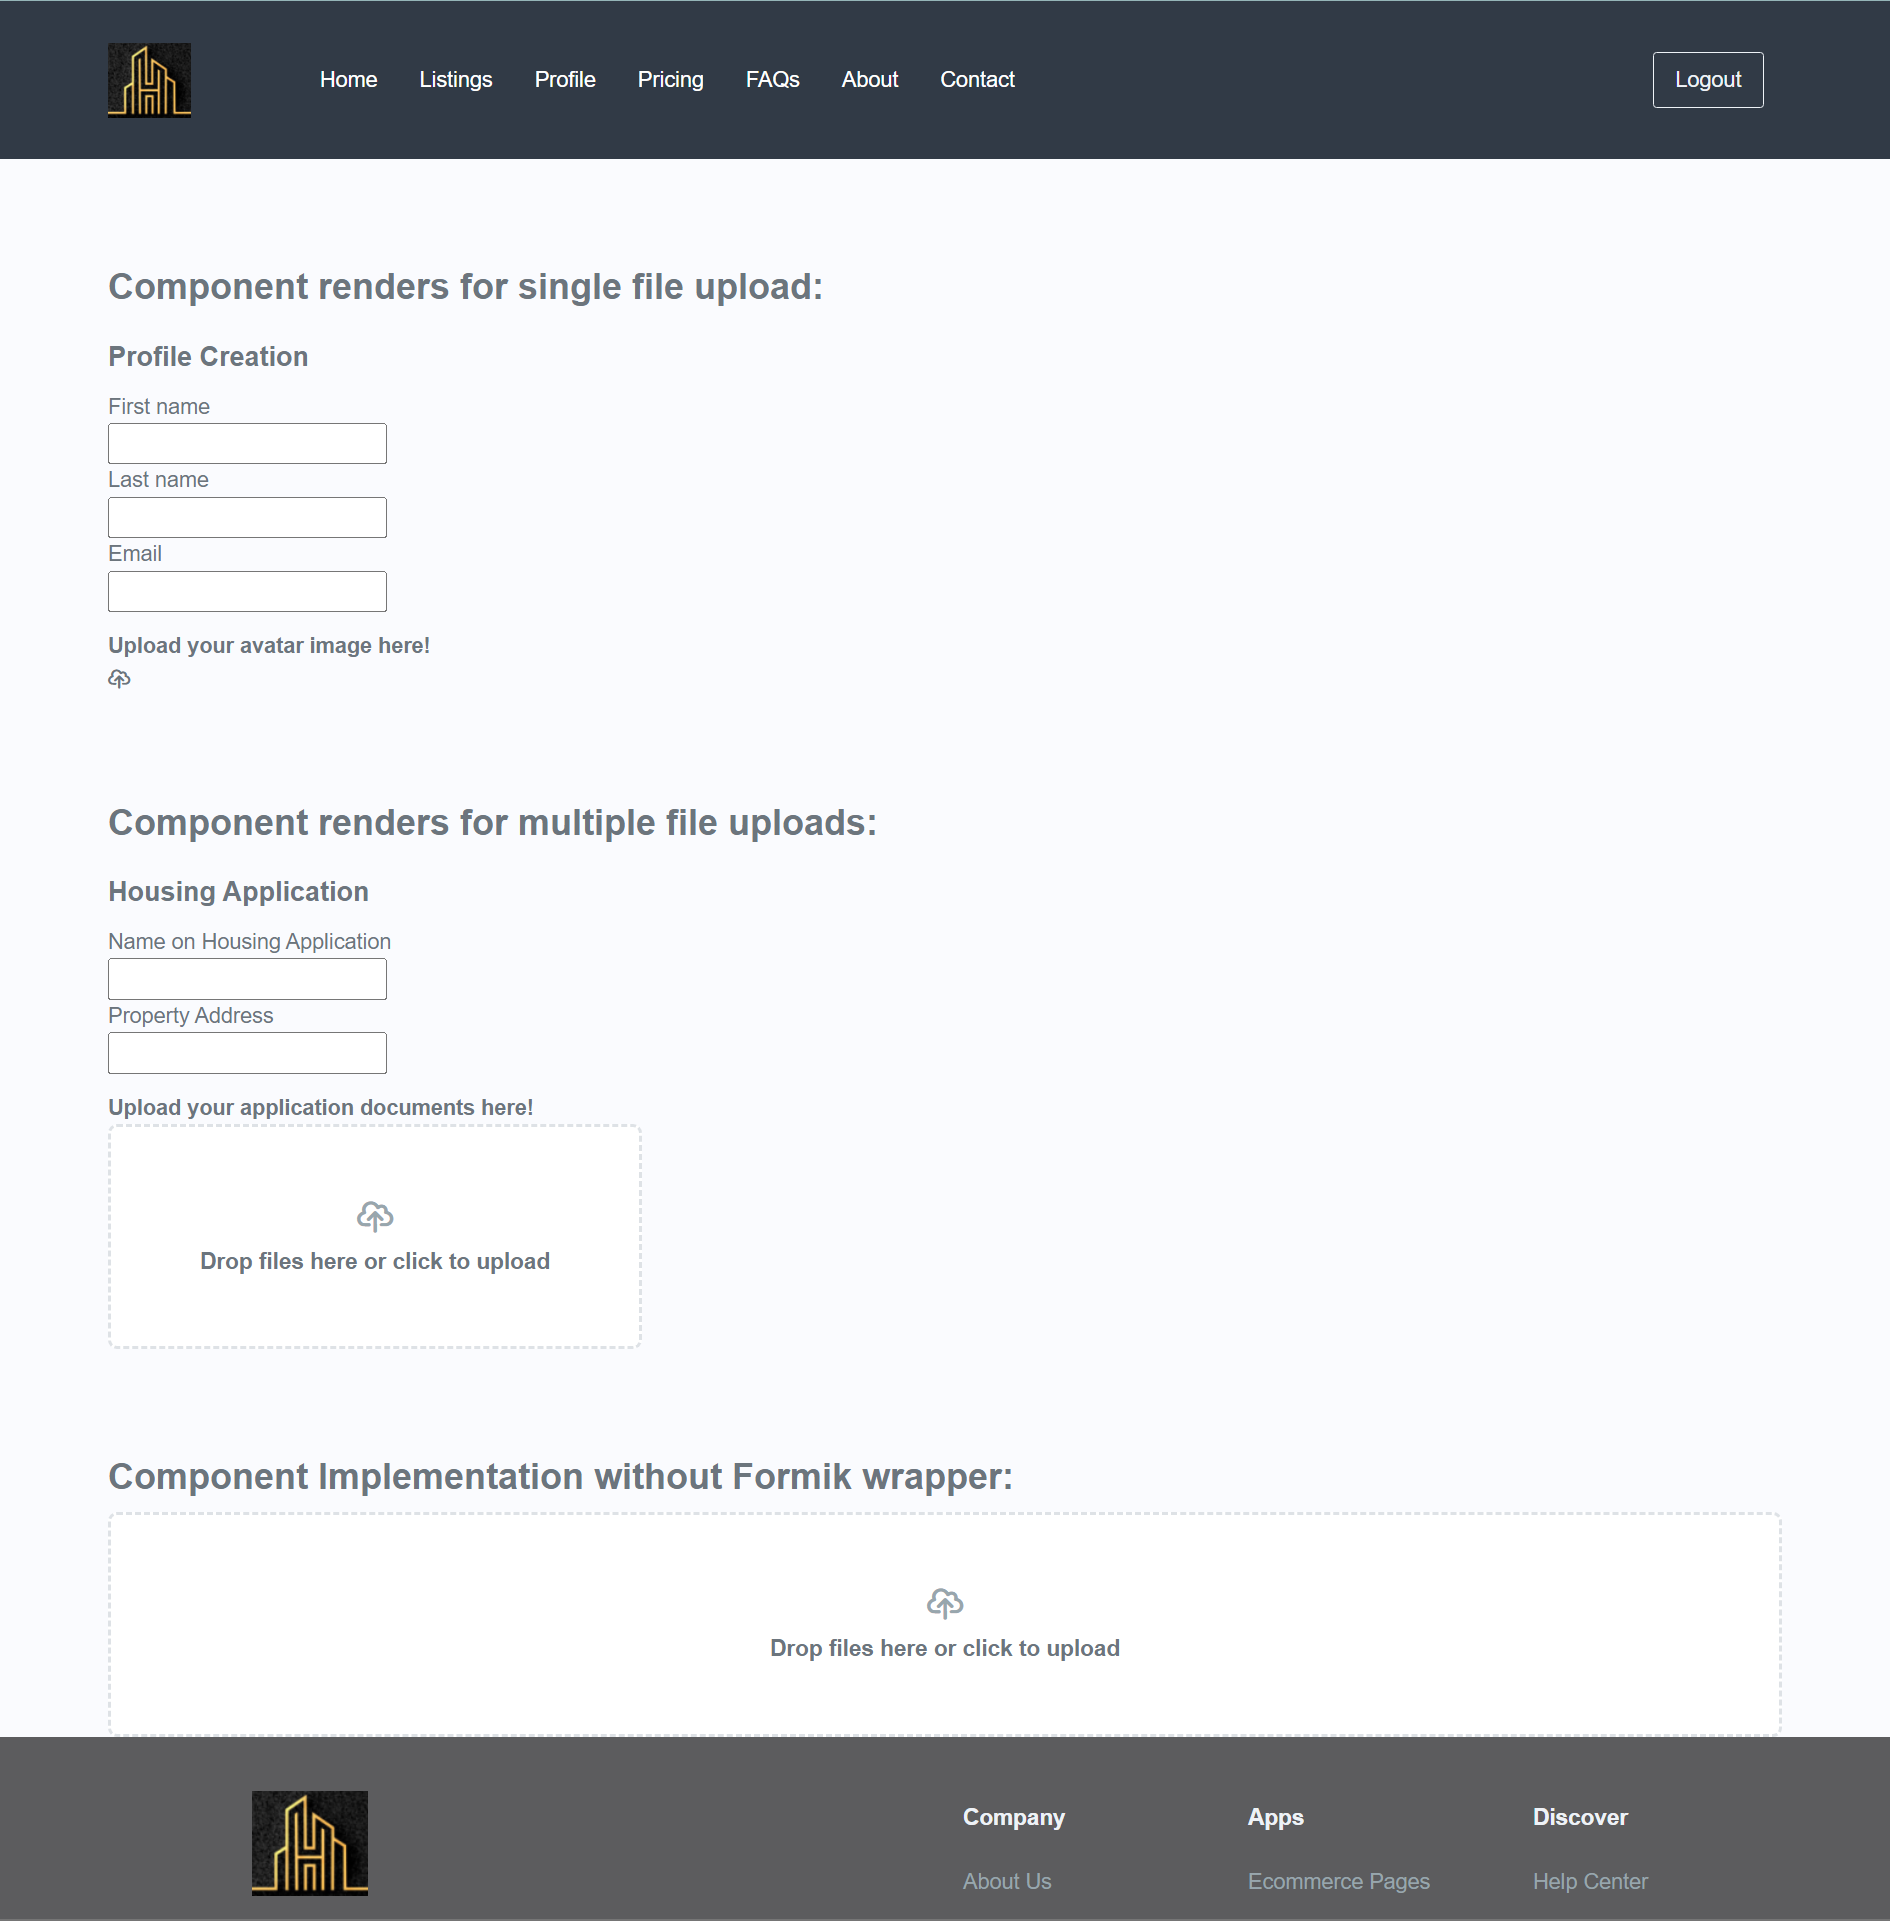 Home Listings Profile Pricing FAQs About Contact Logout
Component renders for single file upload:
Profile Creation
First name
Last name
Email
Upload your avatar image here!
Component renders for multiple file uploads:
Housing Application
Name on Housing Application
Property Address
Upload your application documents here!
Drop files here or click to upload
Component Implementation without Formik wrapper:
Drop files here or click to upload
Company Apps Discover
About Us Ecommerce Pages Help Center